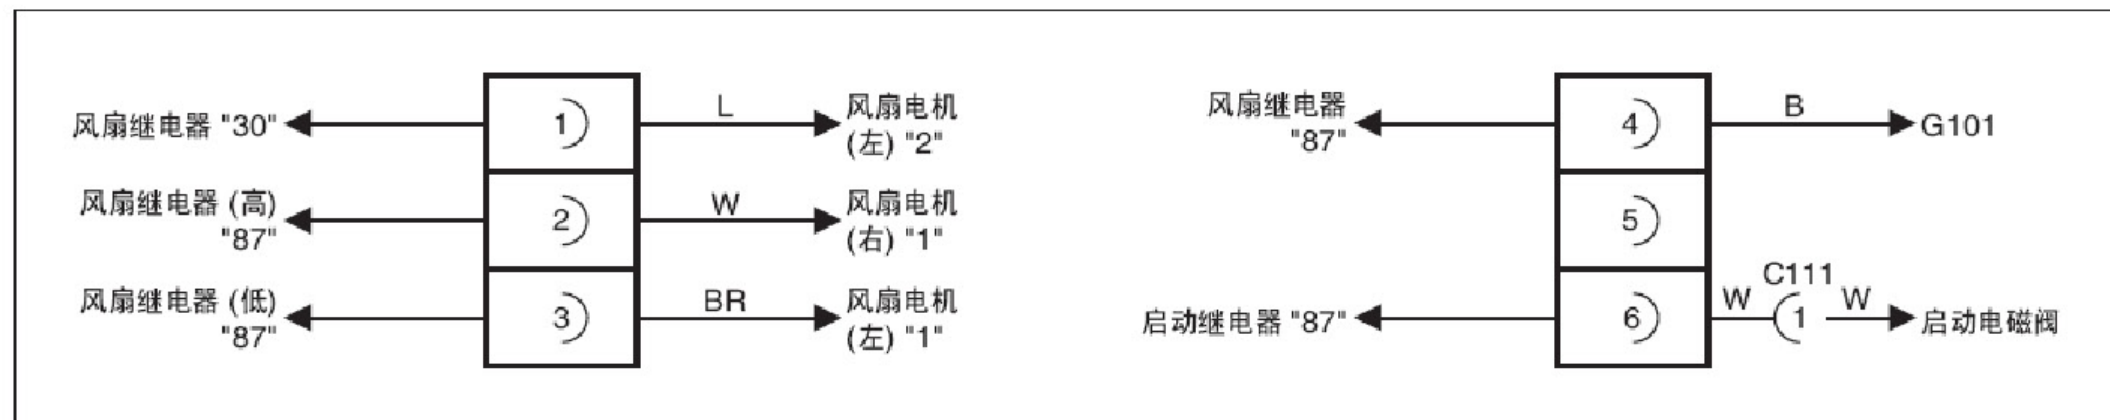 风扇继电器 "30"
1
L
风扇电机
(左) "2"
风扇继电器 (高)
"87"
2
W
风扇电机
(右) "1"
风扇继电器 (低)
"87"
3
BR
风扇电机
(左) "1"
风扇继电器
"87"
4
B
G101
5
启动继电器 "87"
6
W
C111
1
W
启动电磁阀